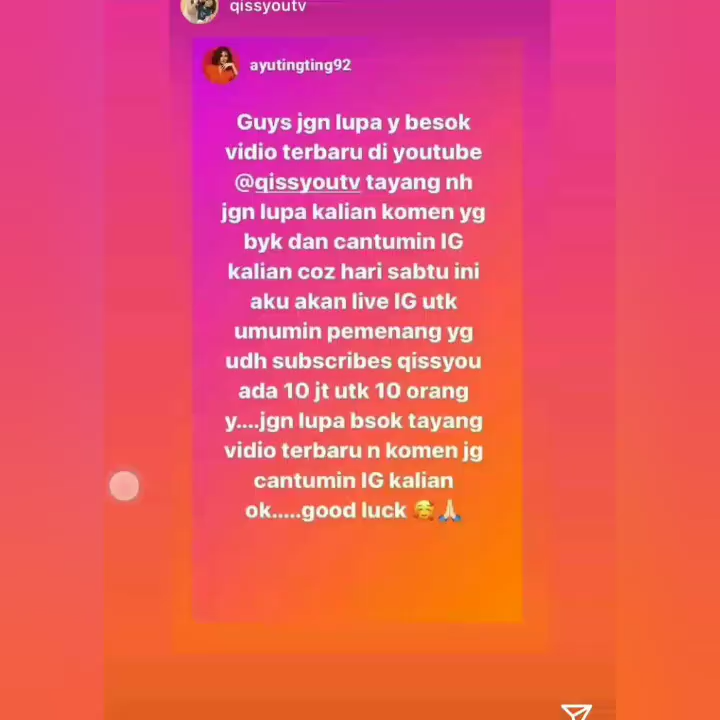 qissyoutv
ayutingting92
Guys jgn lupa y besok
vidio terbaru di youtube
@qissyoutv tayang nh
jgn lupa kalian komen yg
byk dan cantumin IG
kalian coz hari sabtu ini
aku akan live IG utk
umumin pemenang yg
udh subscribes qissyou
ada 10 jt utk 10 orang
y....jgn lupa bsok tayang
vidio terbaru n komen jg
cantumin IG kalian
ok.....good luck 🥰🙏🏻